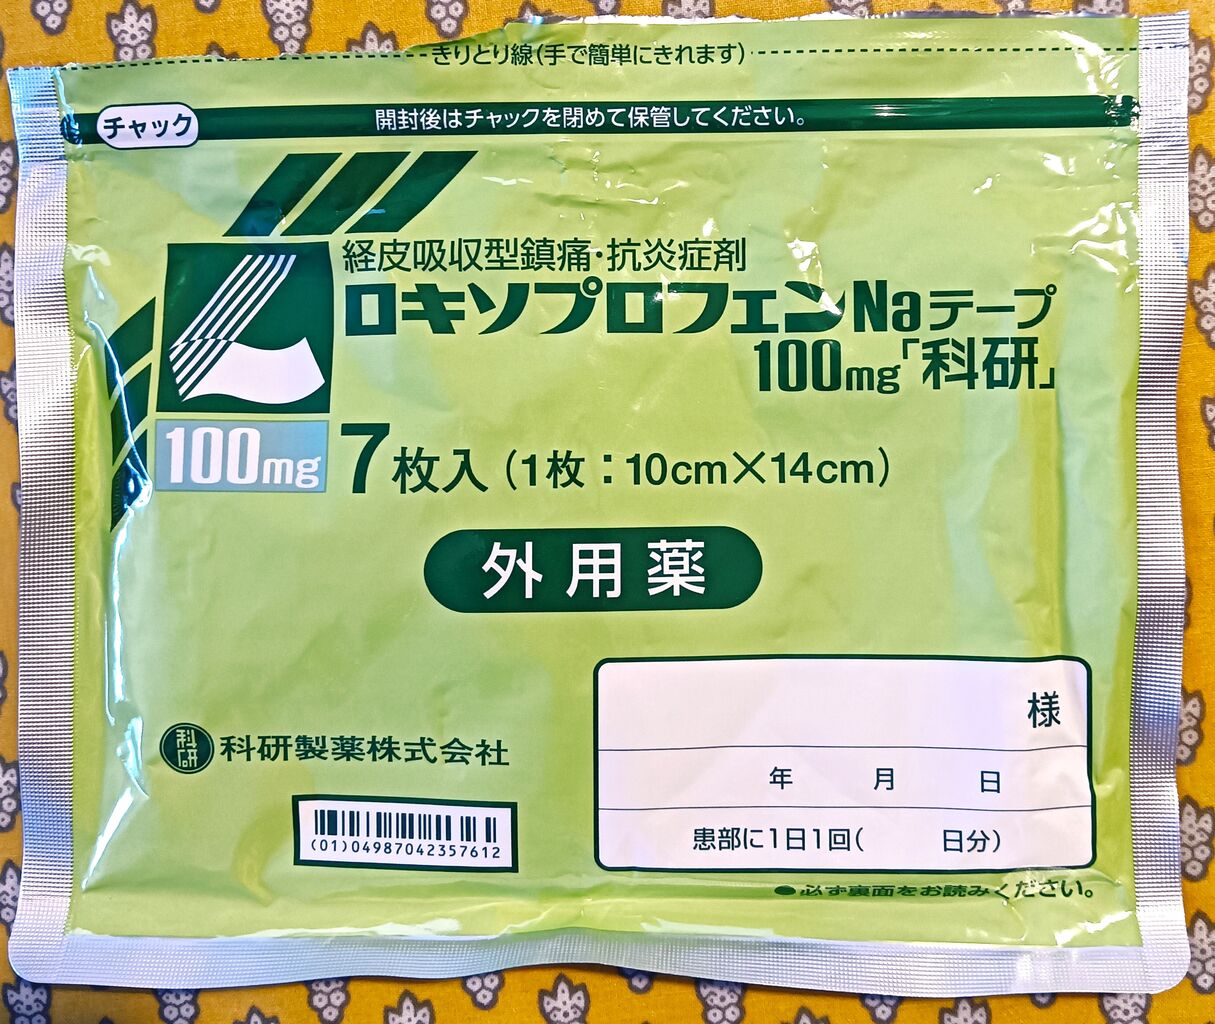 きりとり線(手で簡単にきれます)
チャック
開封後はチャックを閉めて保管してください。
経皮吸収型鎮痛・抗炎症剤
ロキソプロフェンNaテープ
100mg「科研」
100mg
7枚入(1枚:10cm×14cm)
外用薬
様
科研
科研製薬株式会社
年 月 日
(01)04987042357612
患部に1日1回( 日分)
●必ず裏面をお読みください。